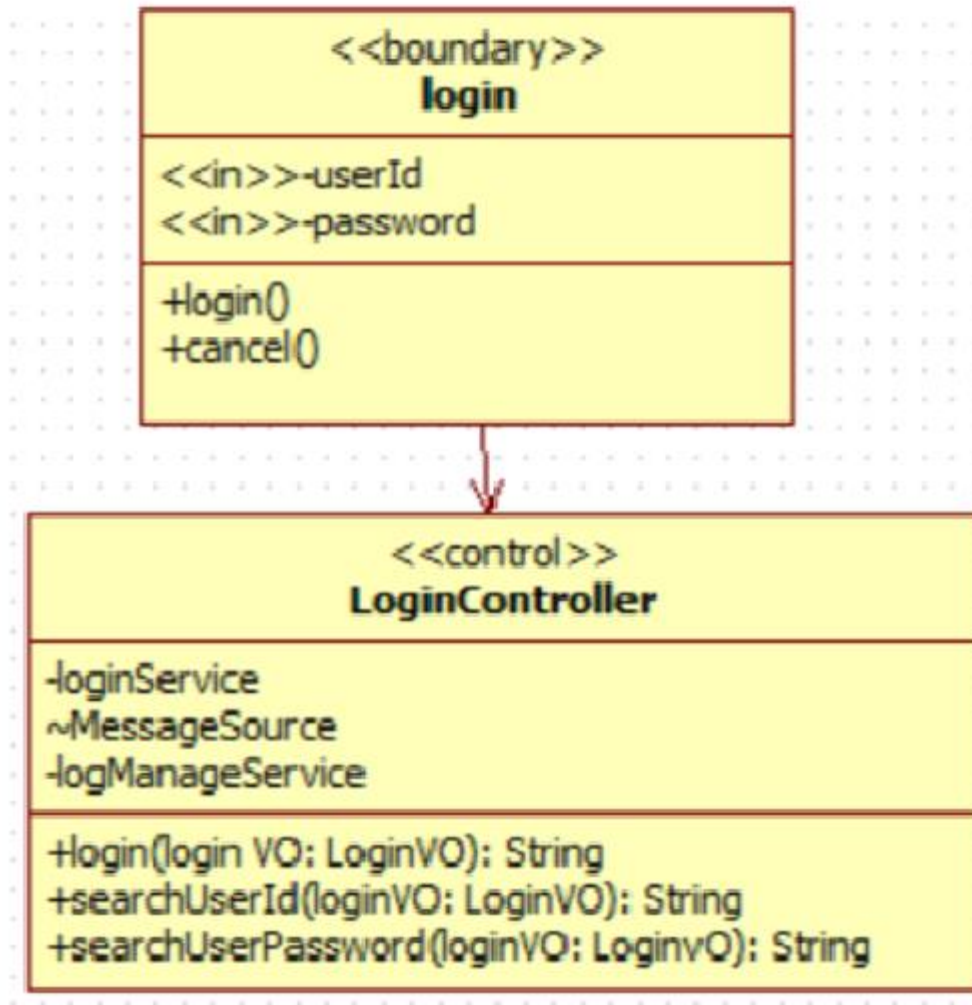 <<boundary>>
login
<<in>>-userId
<<in>>-password
+login()
+cancel()
<<control>>
LoginController
-loginService
~MessageSource
-logManageService
+login(login VO: LoginVO): String
+searchUserId(loginVO: LoginVO): String
+searchUserPassword(loginVO: LoginvO): String